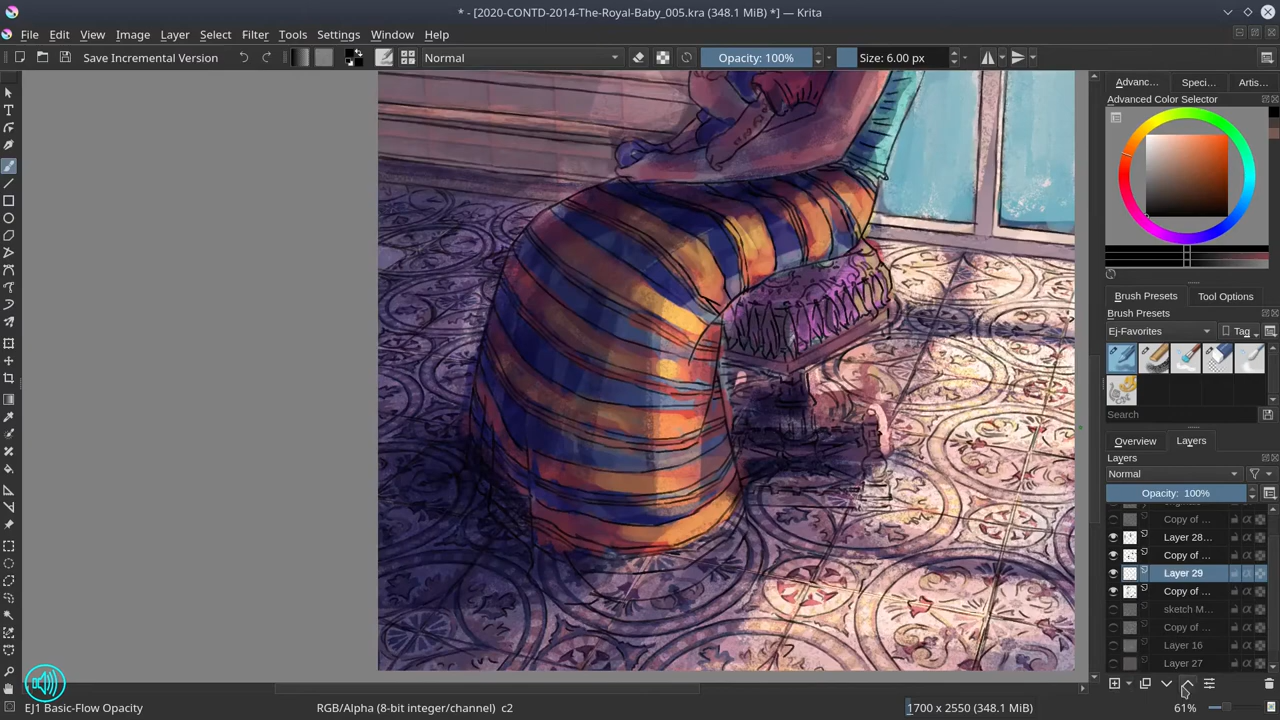 * - [2020-CONTD-2014-The-Royal-Baby_005.kra (348.1 MiB) *] — Krita
File Edit View Image Layer Select Filter Tools Settings Window Help
Save Incremental Version Normal Opacity: 100% Size: 6.00 px
Advanc... Speci... Artis...
Advanced Color Selector
Brush Presets Tool Options
Brush Presets
Ej-Favorites Tag
Search
Overview Layers
Layers
Normal
Opacity: 100%
Copy of ...
Layer 28...
Copy of ...
Layer 29
Copy of ...
sketch M...
Copy of ...
Layer 16
Layer 27
EJ1 Basic-Flow Opacity RGB/Alpha (8-bit integer/channel) c2 1700 x 2550 (348.1 MiB) 61%